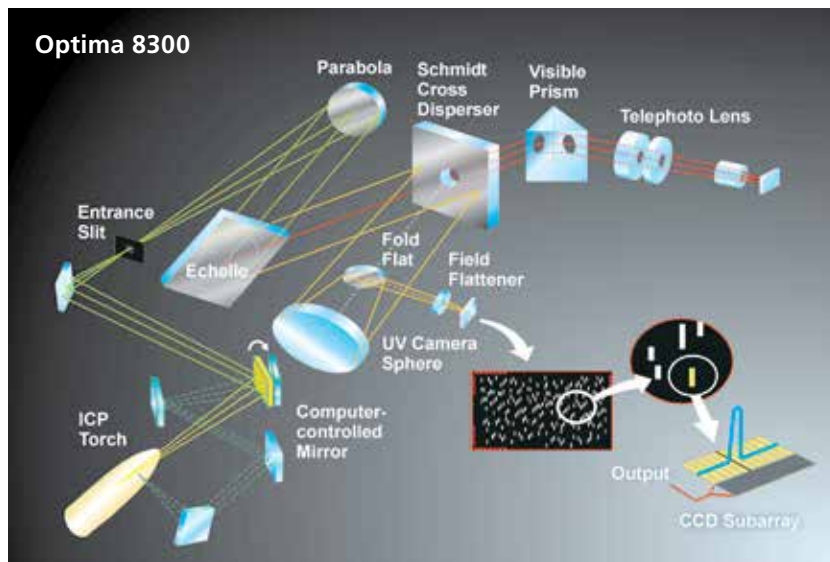 Optima 8300
Parabola
Schmidt
Cross
Disperser
Visible
Prism
Telephoto Lens
Entrance
Slit
Echelle
Fold
Flat
Field
Flattener
UV Camera
Sphere
ICP
Torch
Computer-
controlled
Mirror
Output
CCD Subarray